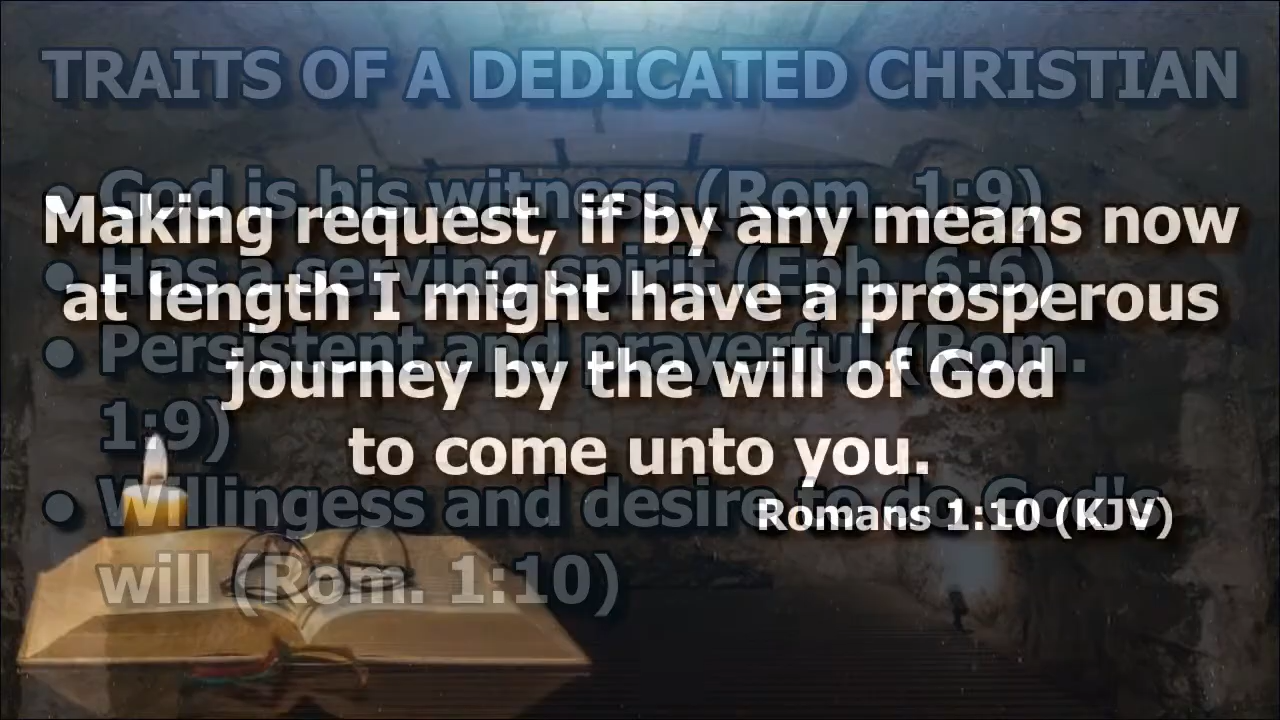 TRAITS OF A DEDICATED CHRISTIAN
• God is his witness (Rom. 1:9)
• Has a serving spirit (Eph. 6:6)
• Persistent and prayerful (Rom.
1:9)
• Willingess and desire to do God's
will (Rom. 1:10)
Making request, if by any means now
at length I might have a prosperous
journey by the will of God
to come unto you.
Romans 1:10 (KJV)